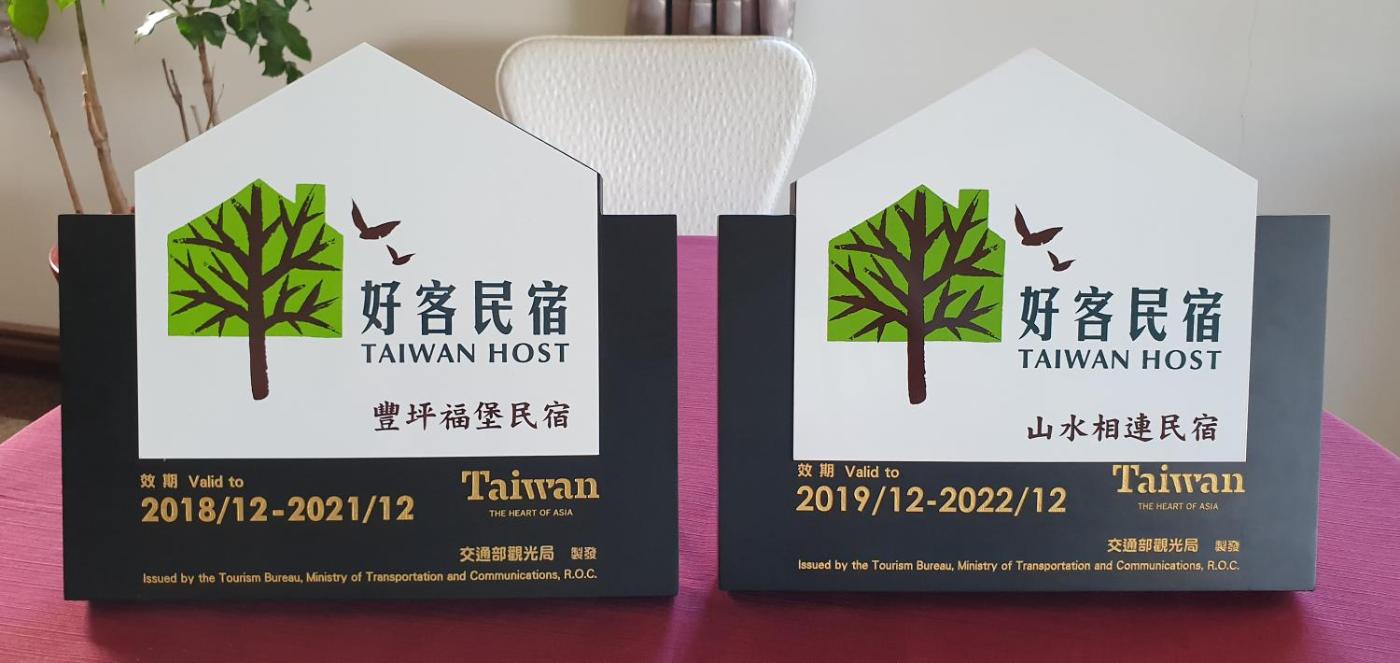 好客民宿
TAIWAN HOST
豐坪福堡民宿
效期 Valid to
2018/12-2021/12
Taiwan
THE HEART OF ASIA
交通部觀光局 製發
Issued by the Tourism Bureau, Ministry of Transportation and Communications, R.O.C.
好客民宿
TAIWAN HOST
山水相連民宿
效期 Valid to
2019/12-2022/12
Taiwan
THE HEART OF ASIA
交通部觀光局 製發
Issued by the Tourism Bureau, Ministry of Transportation and Communications, R.O.C.